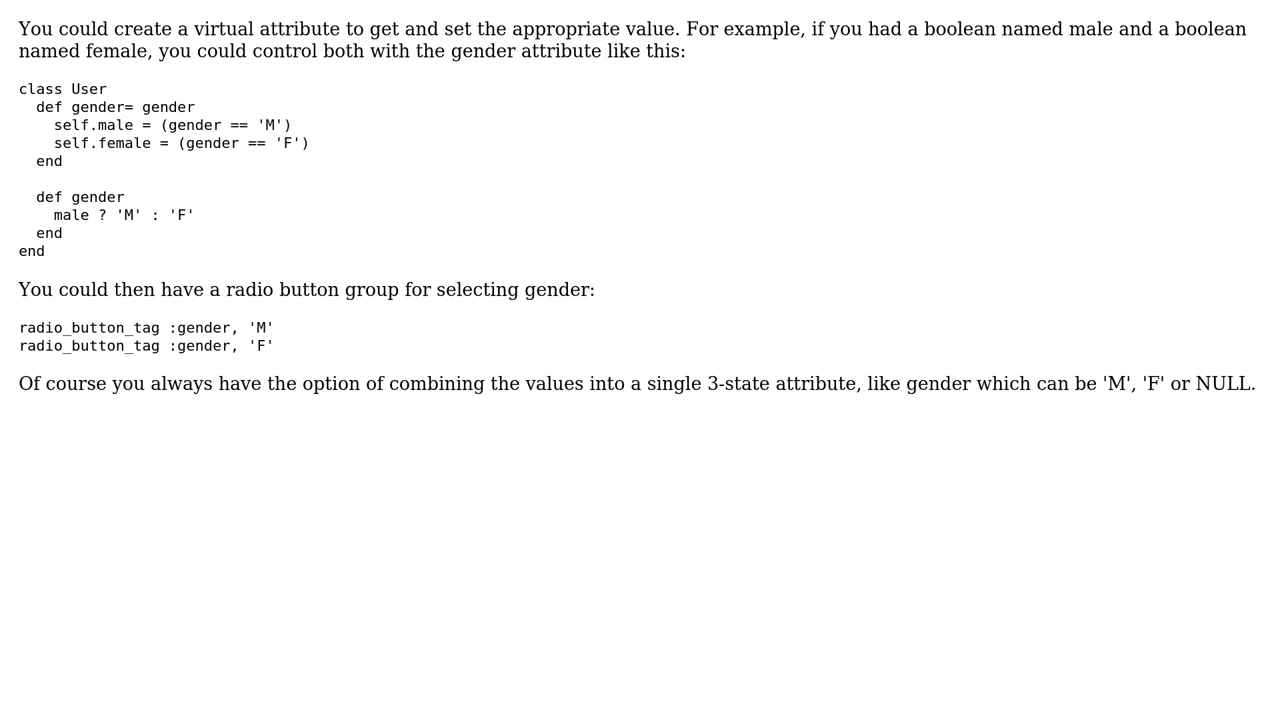 You could create a virtual attribute to get and set the appropriate value. For example, if you had a boolean named male and a boolean
named female, you could control both with the gender attribute like this:
class User
  def gender= gender
    self.male = (gender == 'M')
    self.female = (gender == 'F')
  end

  def gender
    male ? 'M' : 'F'
  end
end
You could then have a radio button group for selecting gender:
radio_button_tag :gender, 'M'
radio_button_tag :gender, 'F'
Of course you always have the option of combining the values into a single 3-state attribute, like gender which can be 'M', 'F' or NULL.